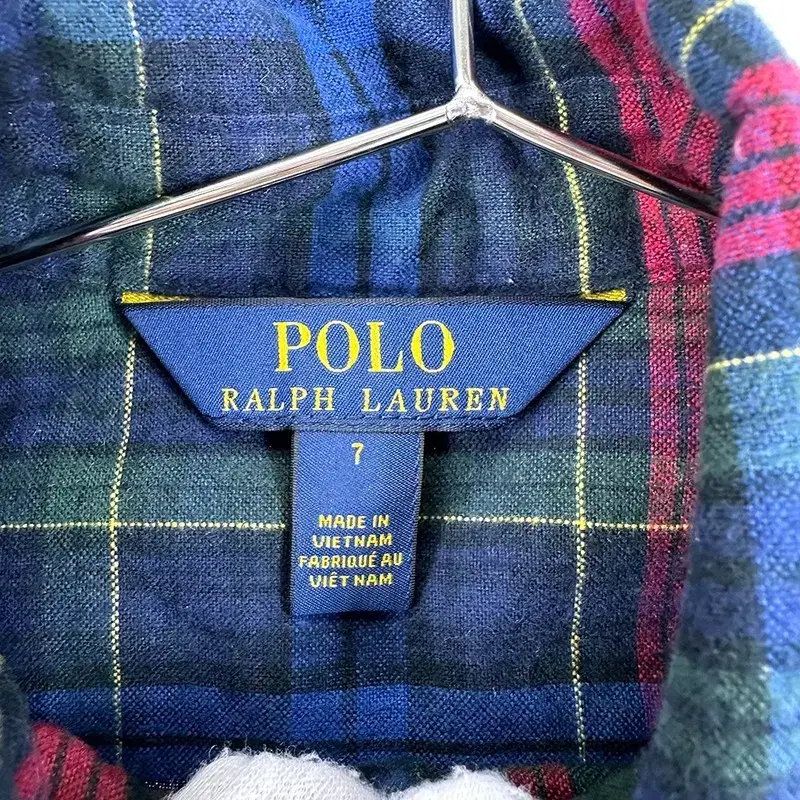 POLO
RALPH LAUREN
7
MADE IN
VIETNAM
FABRIQUÉ AU
VIÊT NAM